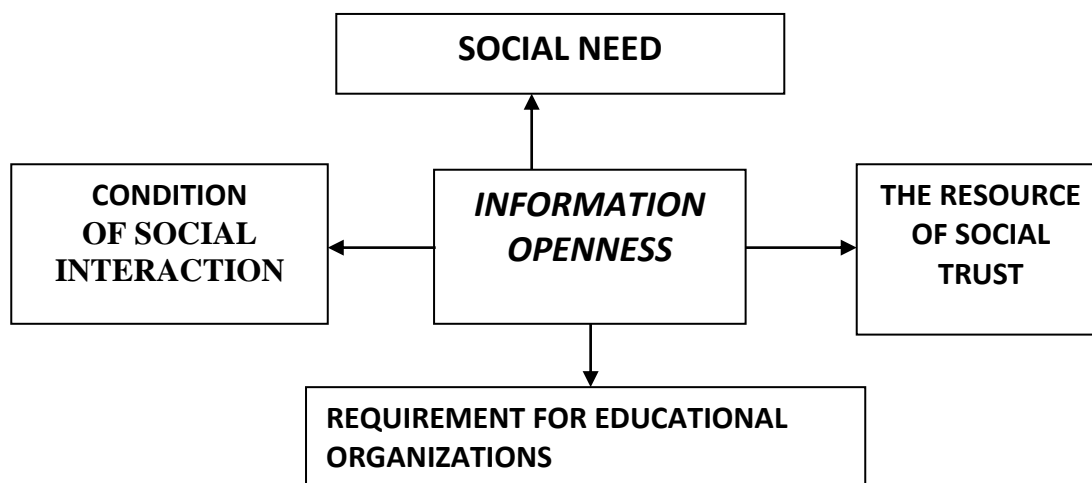 SOCIAL NEED
CONDITION
OF SOCIAL
INTERACTION
INFORMATION
OPENNESS
THE RESOURCE
OF SOCIAL
TRUST
REQUIREMENT FOR EDUCATIONAL
ORGANIZATIONS